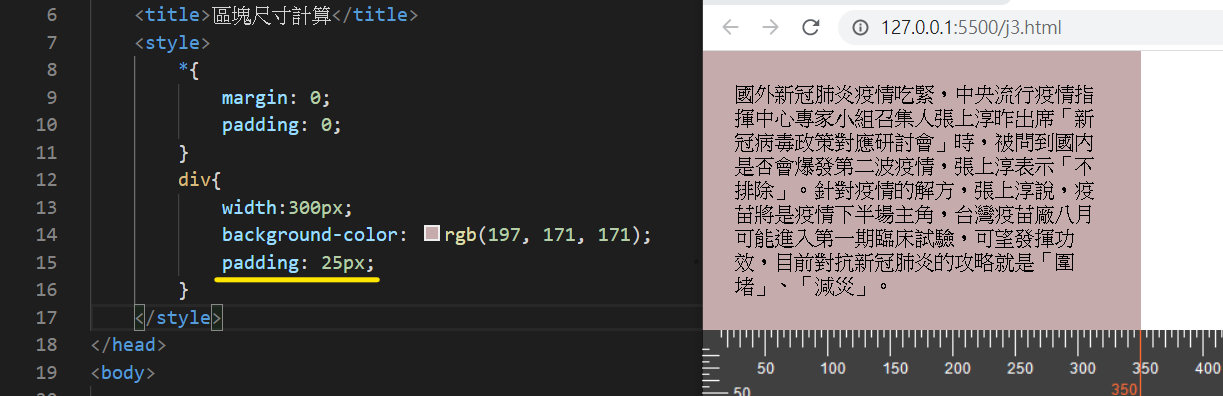 6 <title>區塊尺寸計算</title>
7 <style>
8 *{
9 margin: 0;
10 padding: 0;
11 }
12 div{
13 width:300px;
14 background-color: rgb(197, 171, 171);
15 padding: 25px;
16 }
17 </style>
18 </head>
19 <body>
127.0.0.1:5500/j3.html
國外新冠肺炎疫情吃緊，中央流行疫情指
揮中心專家小組召集人張上淳昨出席「新
冠病毒政策對應研討會」時，被問到國內
是否會爆發第二波疫情，張上淳表示「不
排除」。針對疫情的解方，張上淳說，疫
苗將是疫情下半場主角，台灣疫苗廠八月
可能進入第一期臨床試驗，可望發揮功
效，目前對抗新冠肺炎的攻略就是「圍
堵」、「減災」。
50 100 150 200 250 300 350 400
350
50